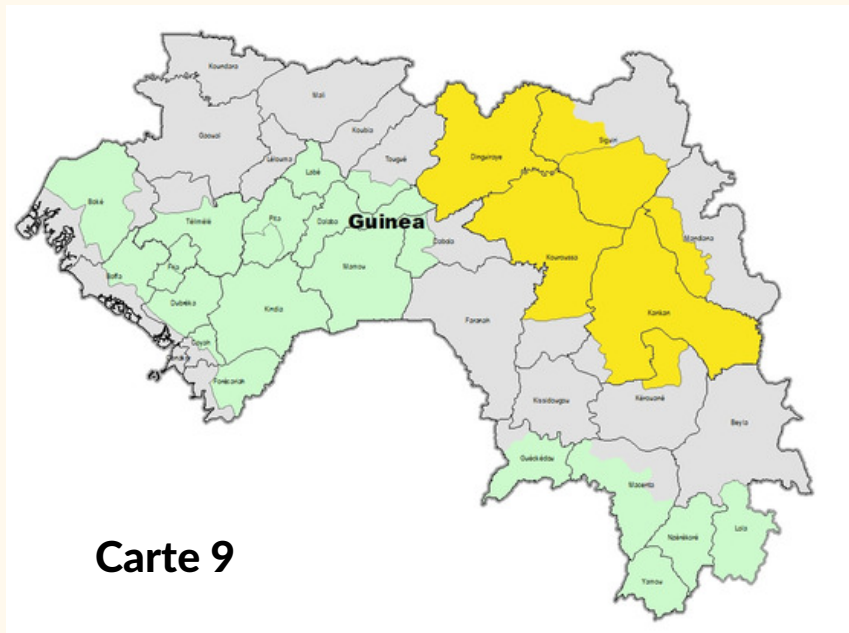 Koundara
Mali
Gaoual
Koubia
Lélouma
Tougué
Labé
Dinguiraye
Siguiri
Boké
Télimélé
Pita
Dalaba
Guinea
Dabola
Mandiana
Boffa
Fria
Mamou
Kouroussa
Dubréka
Kindia
Kankan
Faranah
Coyah
Forécariah
Kissidougou
Kérouané
Beyla
Guéckédou
Macenta
Lola
Nzérékoré
Yamou
Carte 9